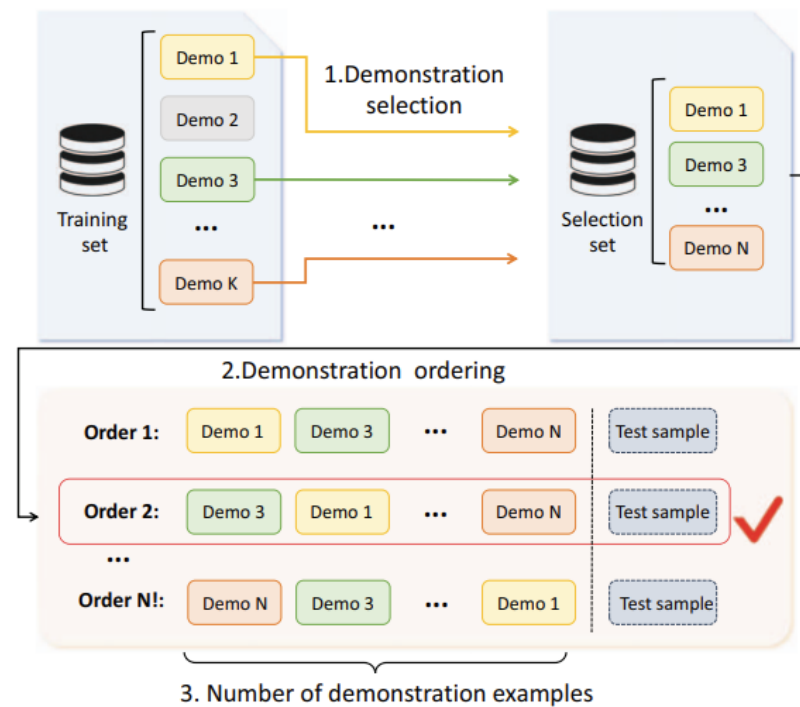 Demo 1
Demo 2
Demo 3
...
Demo K
Training
set
1.Demonstration
selection
...
Selection
set
Demo 1
Demo 3
...
Demo N
2.Demonstration ordering
Order 1: Demo 1 Demo 3 ... Demo N Test sample
Order 2: Demo 3 Demo 1 ... Demo N Test sample
...
Order N!: Demo N Demo 3 ... Demo 1 Test sample
3. Number of demonstration examples